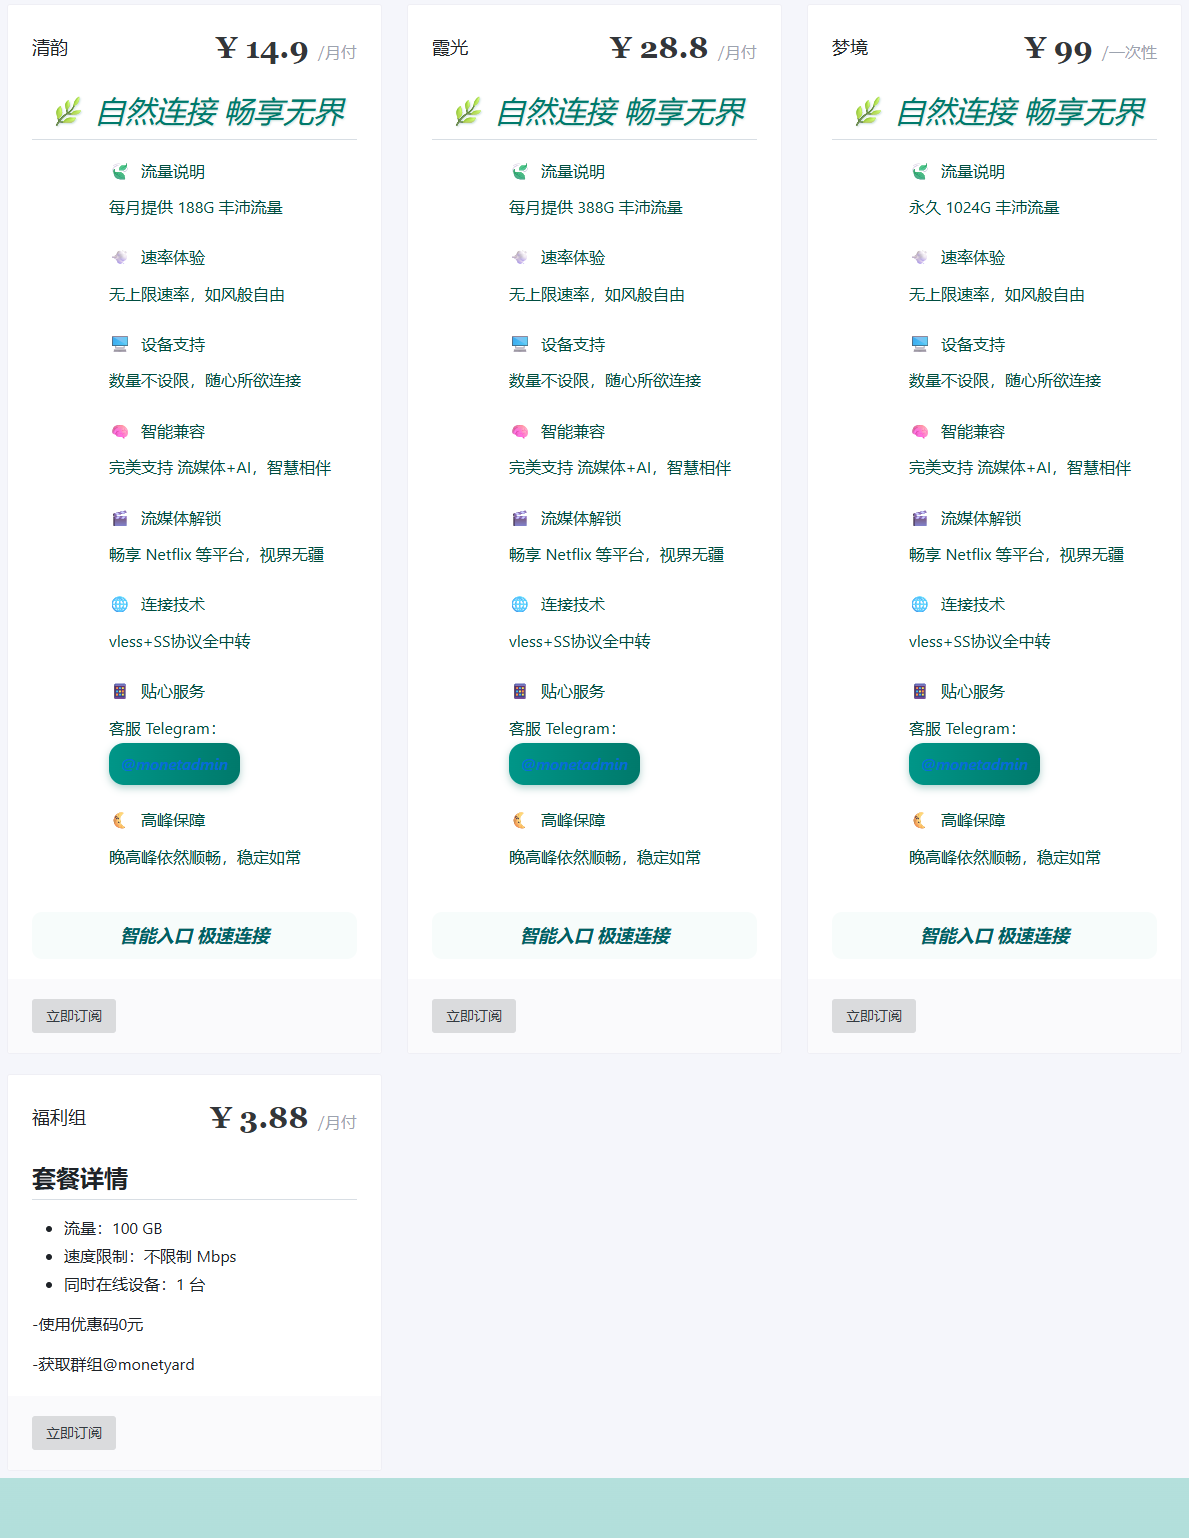 清韵
¥ 14.9 /月付
自然连接 畅享无界
流量说明
每月提供 188G 丰沛流量
速率体验
无上限速率，如风般自由
设备支持
数量不设限，随心所欲连接
智能兼容
完美支持 流媒体+AI，智慧相伴
流媒体解锁
畅享 Netflix 等平台，视界无疆
连接技术
vless+SS协议全中转
贴心服务
客服 Telegram：
高峰保障
晚高峰依然顺畅，稳定如常
智能入口 极速连接
立即订阅
霞光
¥ 28.8 /月付
自然连接 畅享无界
流量说明
每月提供 388G 丰沛流量
速率体验
无上限速率，如风般自由
设备支持
数量不设限，随心所欲连接
智能兼容
完美支持 流媒体+AI，智慧相伴
流媒体解锁
畅享 Netflix 等平台，视界无疆
连接技术
vless+SS协议全中转
贴心服务
客服 Telegram：
高峰保障
晚高峰依然顺畅，稳定如常
智能入口 极速连接
立即订阅
梦境
¥ 99 /一次性
自然连接 畅享无界
流量说明
永久 1024G 丰沛流量
速率体验
无上限速率，如风般自由
设备支持
数量不设限，随心所欲连接
智能兼容
完美支持 流媒体+AI，智慧相伴
流媒体解锁
畅享 Netflix 等平台，视界无疆
连接技术
vless+SS协议全中转
贴心服务
客服 Telegram：
高峰保障
晚高峰依然顺畅，稳定如常
智能入口 极速连接
立即订阅
福利组
¥ 3.88 /月付
套餐详情
• 流量：100 GB
• 速度限制：不限制 Mbps
• 同时在线设备：1 台
-使用优惠码0元
-获取群组@monetyard
立即订阅